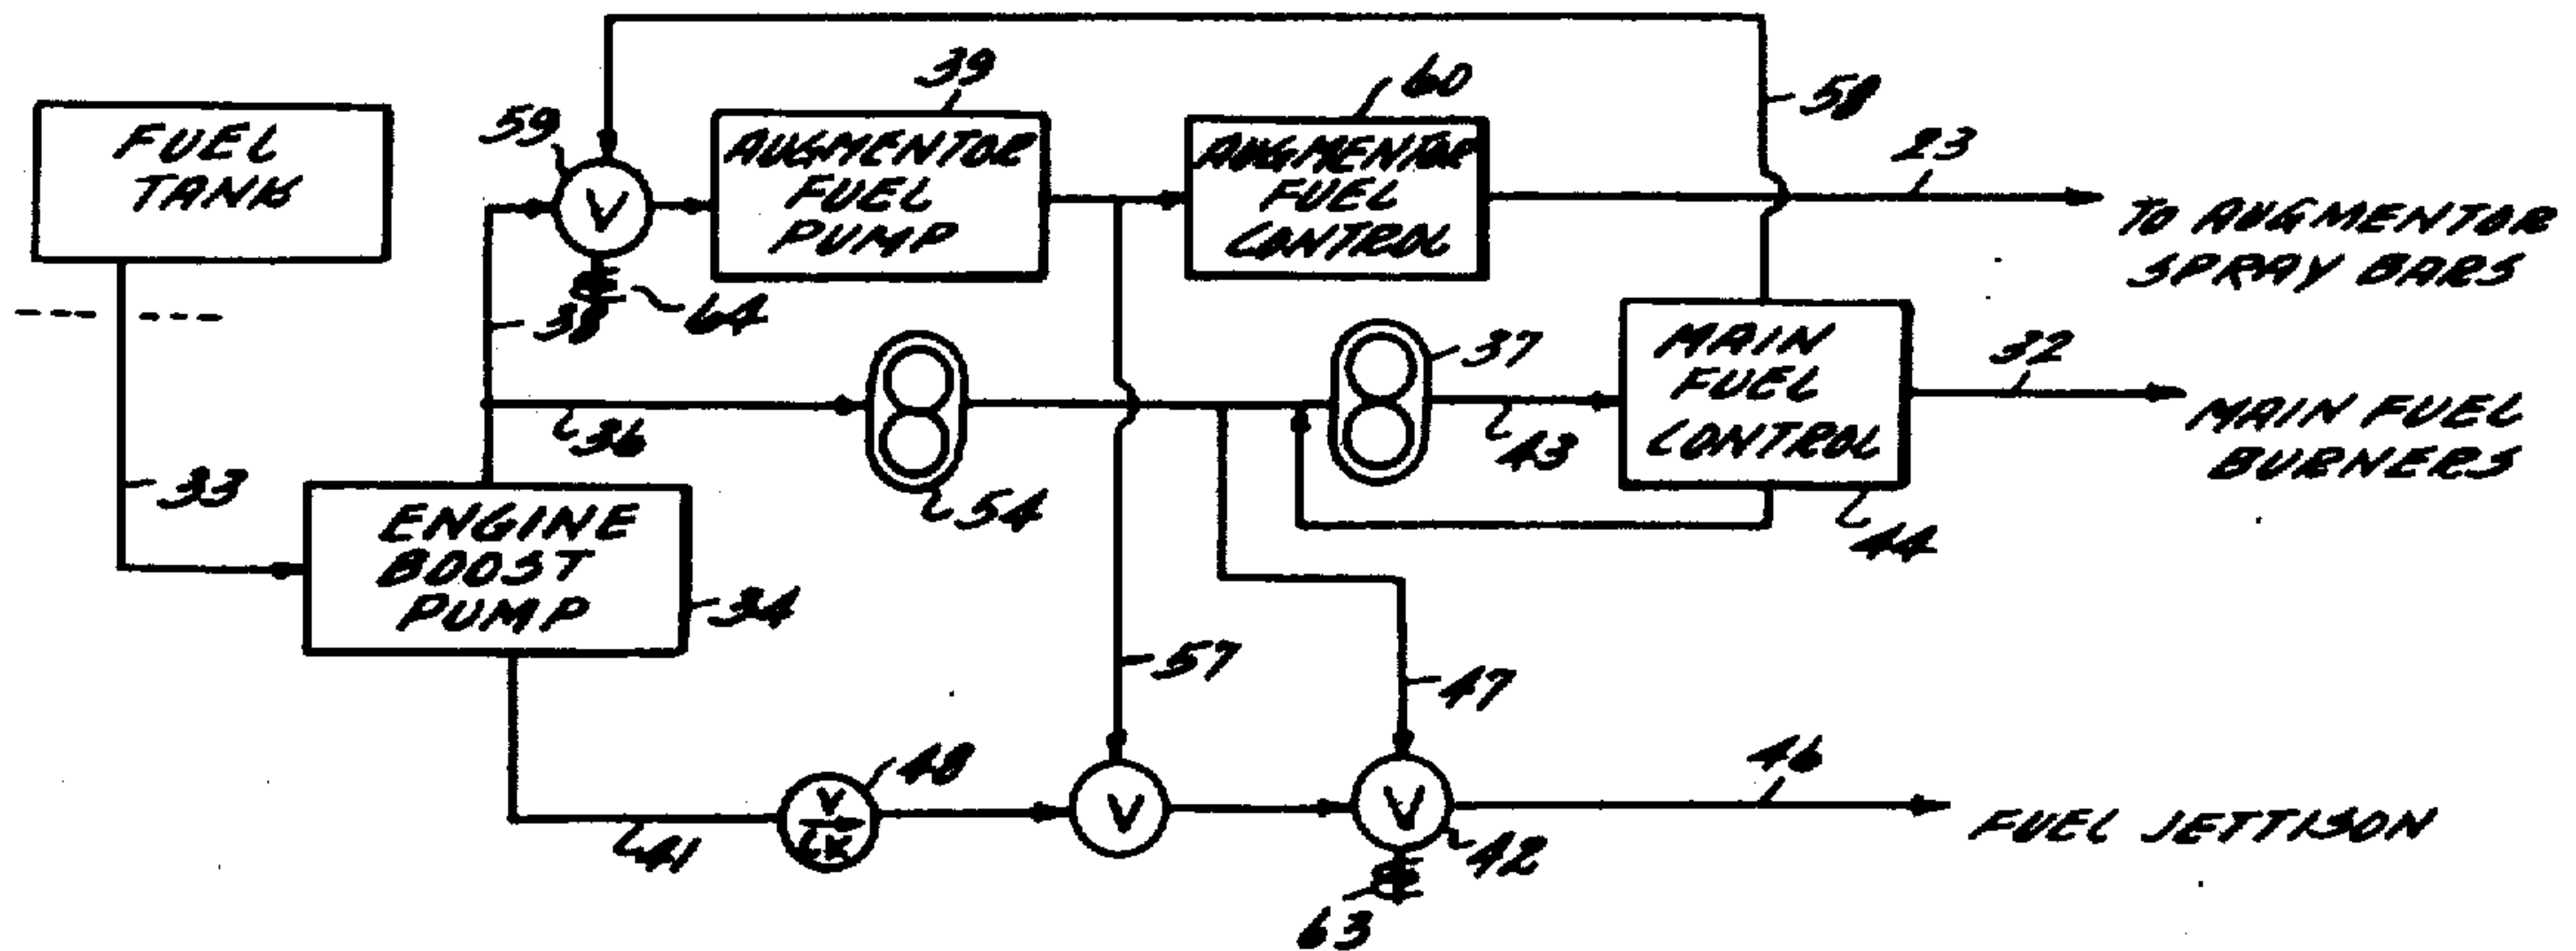 39
60
58
FUEL
TANK
59
V
AUGMENTOR
FUEL
PUMP
AUGMENTOR
FUEL
CONTROL
23
TO AUGMENTOR
SPRAY BARS
64
38
37
MAIN
FUEL
CONTROL
32
MAIN FUEL
BURNERS
36
54
43
44
33
ENGINE
BOOST
PUMP
34
57
47
48
46
V
V
V
41
42
63
FUEL JETTISON